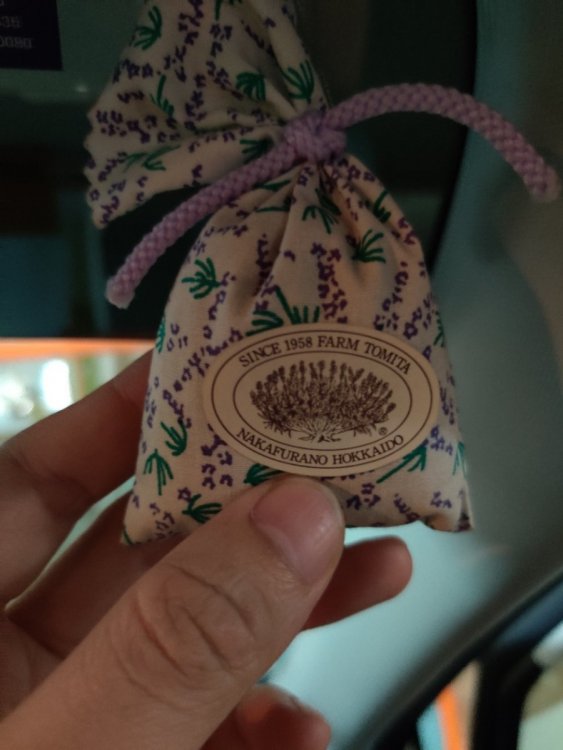 SINCE 1958 FARM TOMITA
®
NAKAFURANO HOKKAIDO